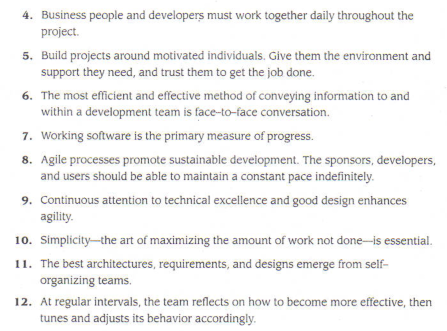 4. Business people and developers must work together daily throughout the
project.
5. Build projects around motivated individuals. Give them the environment and
support they need, and trust them to get the job done.
6. The most efficient and effective method of conveying information to and
within a development team is face-to-face conversation.
7. Working software is the primary measure of progress.
8. Agile processes promote sustainable development. The sponsors, developers,
and users should be able to maintain a constant pace indefinitely.
9. Continuous attention to technical excellence and good design enhances
agility.
10. Simplicity—the art of maximizing the amount of work not done—is essential.
11. The best architectures, requirements, and designs emerge from self-
organizing teams.
12. At regular intervals, the team reflects on how to become more effective, then
tunes and adjusts its behavior accordingly.